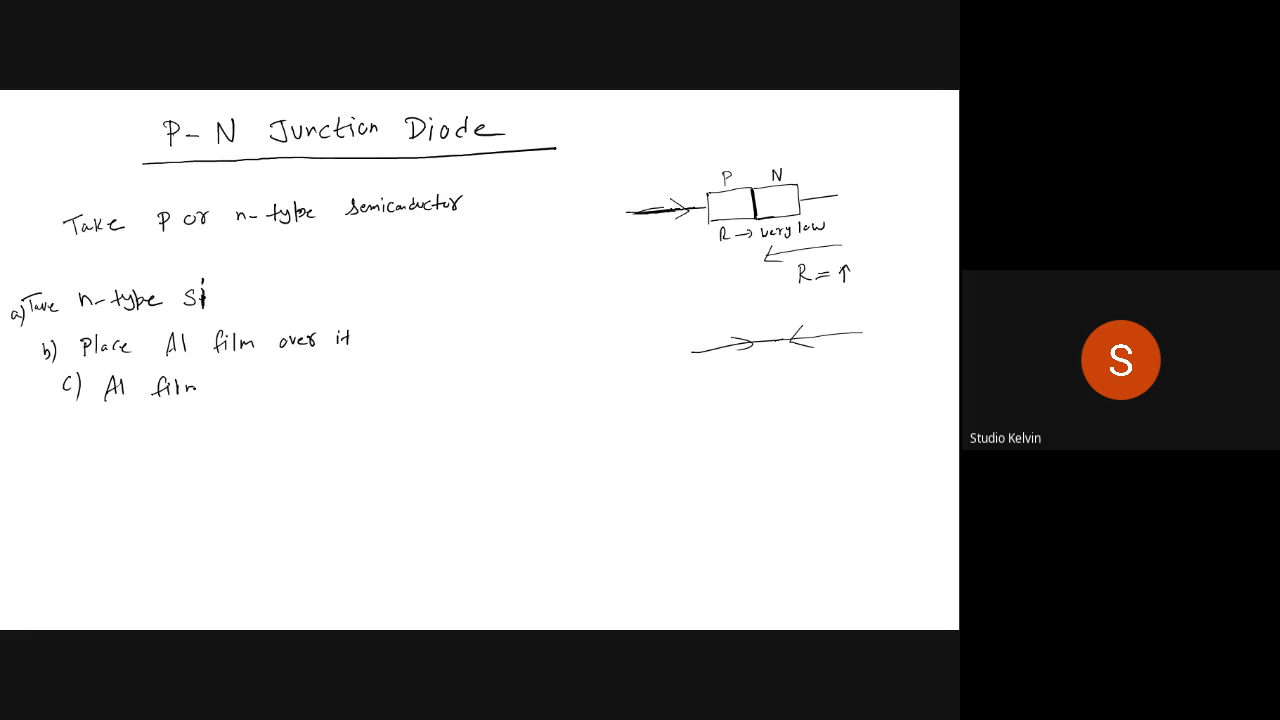 P-N Junction Diode
Take P or n-type semiconductor
a) Take n-type Si
b) Place Al film over it
c) Al film
P N
R → very low
R = ↑
S
Studio Kelvin